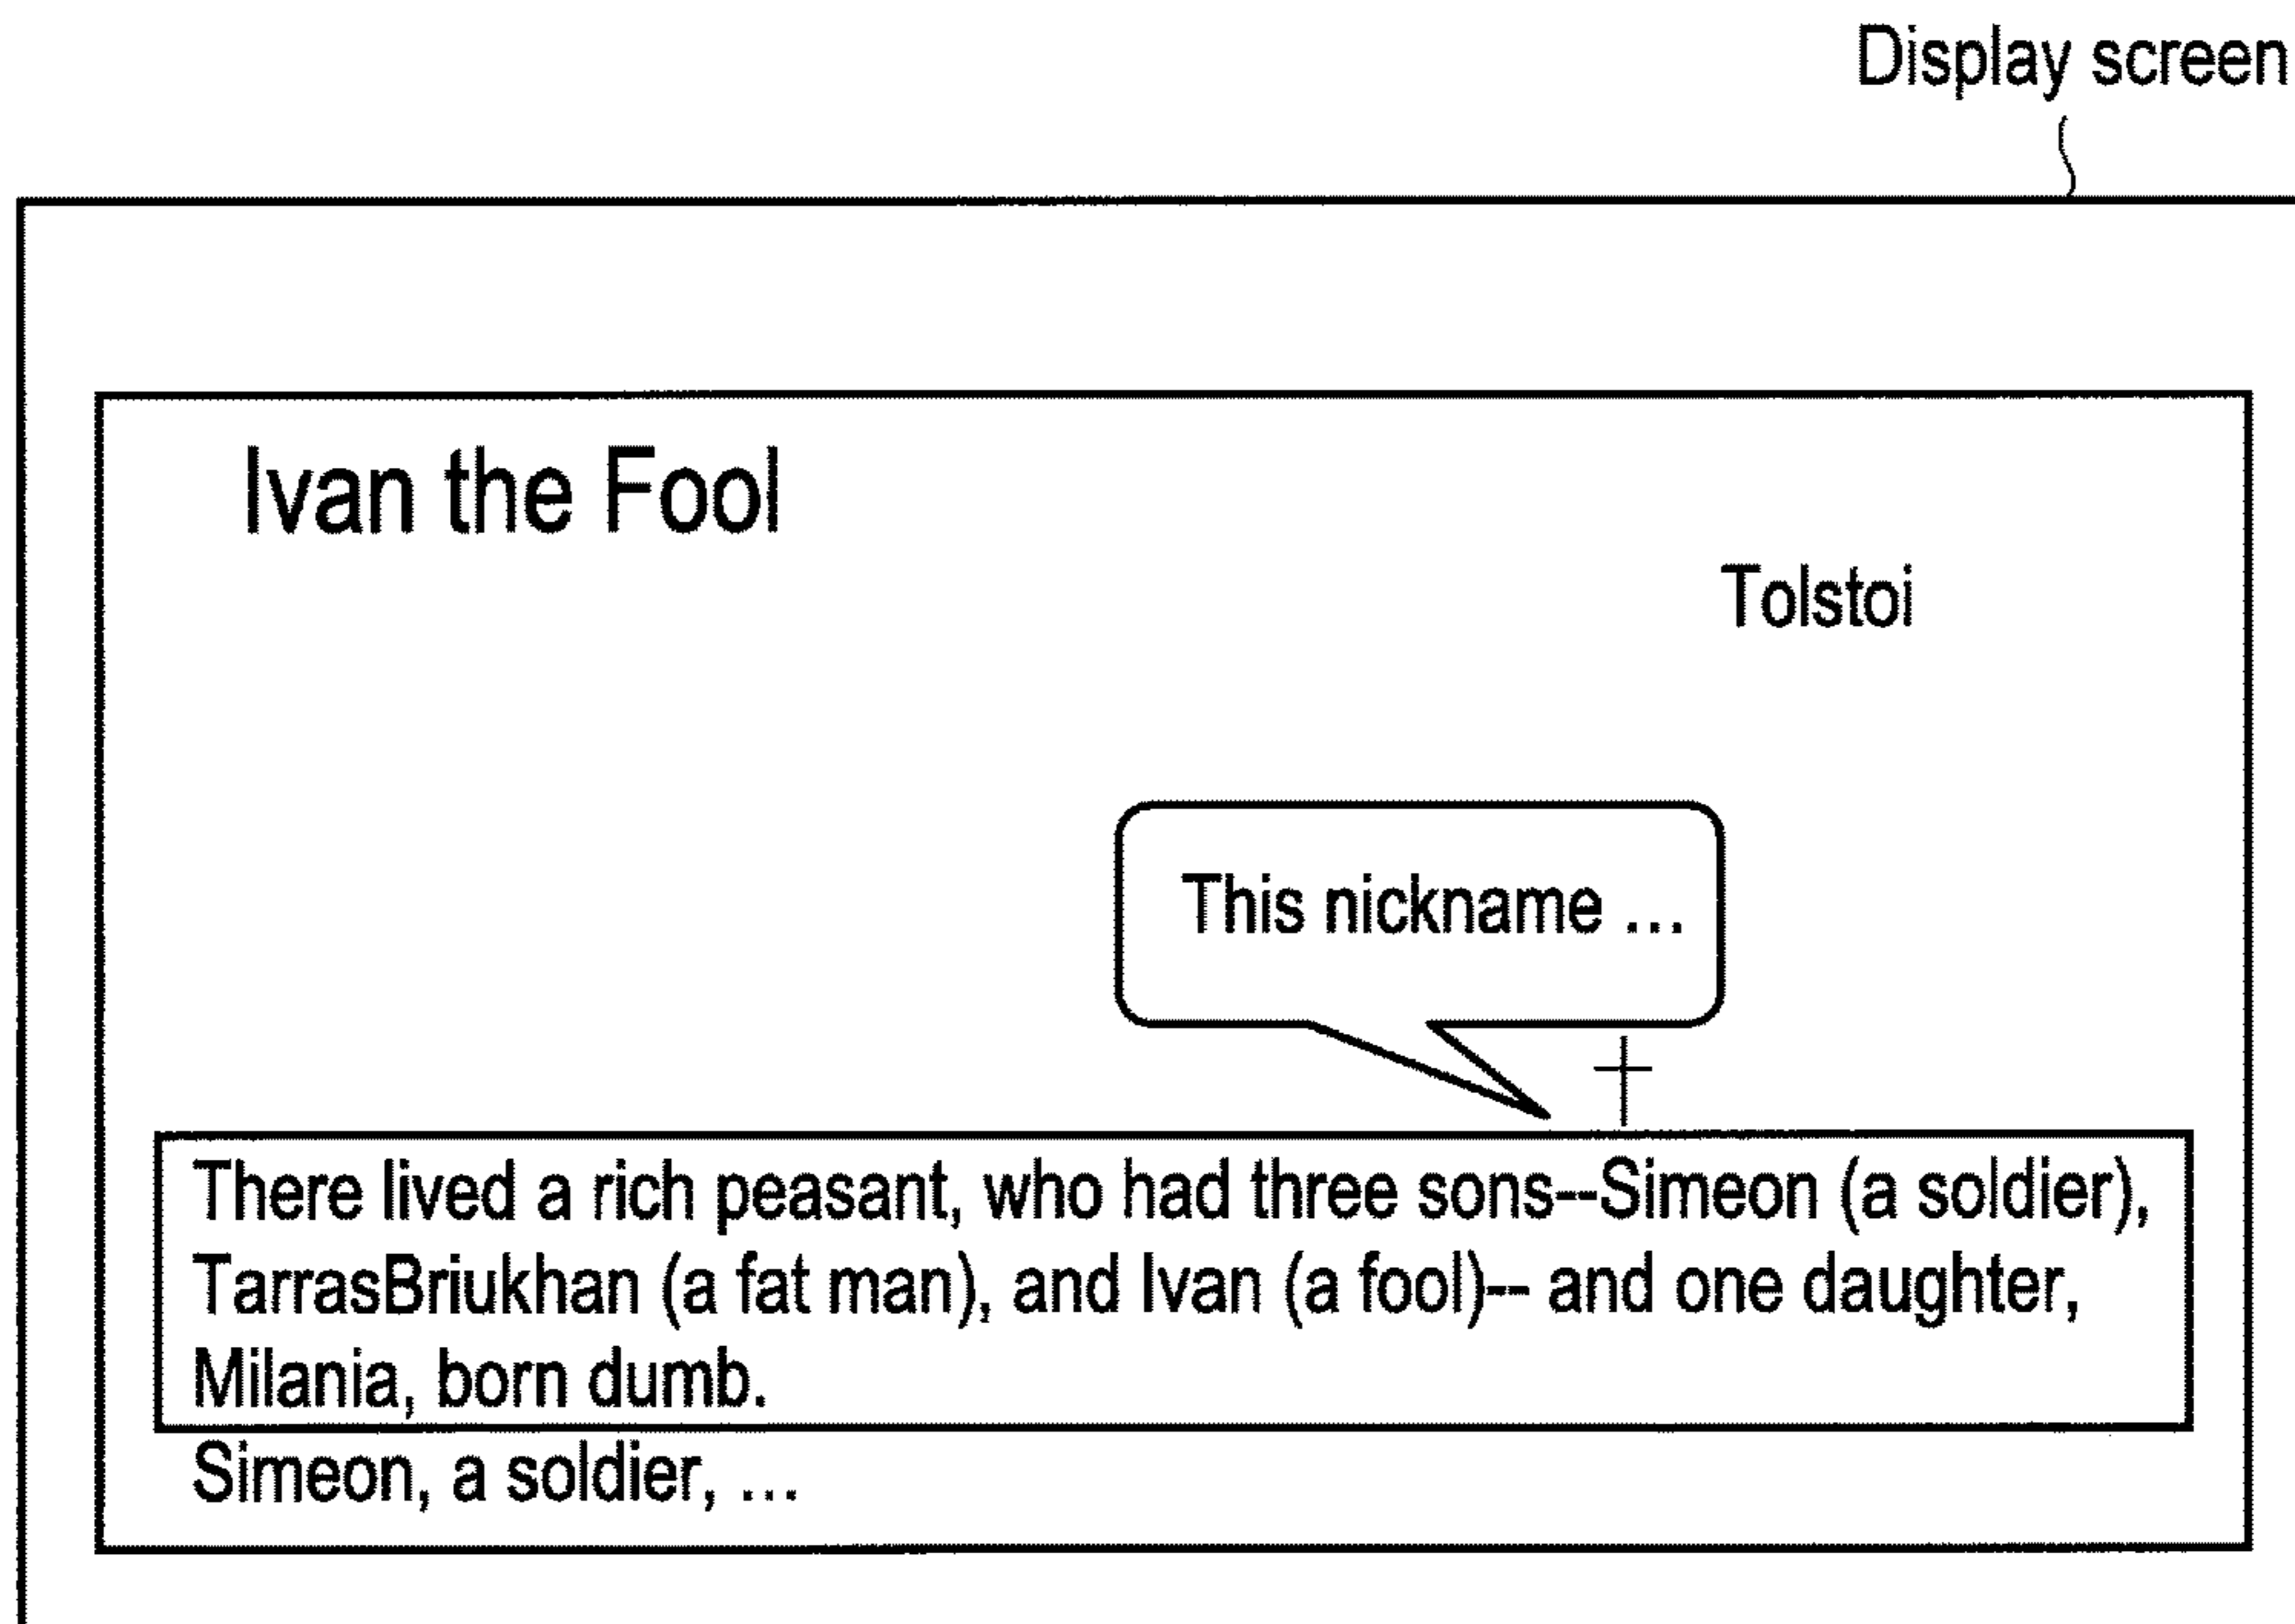 Display screen
Ivan the Fool
Tolstoi
This nickname ...
There lived a rich peasant, who had three sons--Simeon (a soldier),
TarrasBriukhan (a fat man), and Ivan (a fool)-- and one daughter,
Milania, born dumb.
Simeon, a soldier, ...